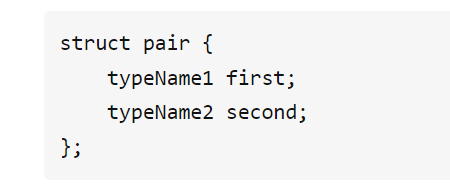 struct pair {
    typeName1 first;
    typeName2 second;
};